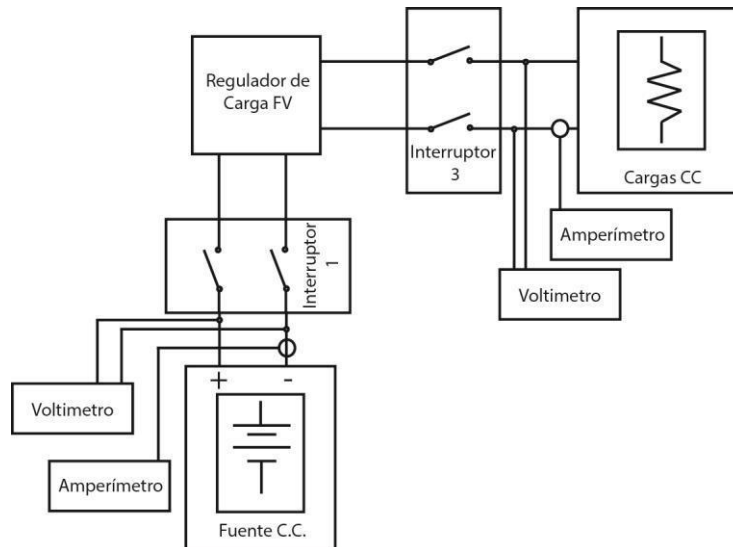 Regulador de
Carga FV
Interruptor
3
Cargas CC
Amperímetro
Voltimetro
Interruptor
1
+ -
Voltimetro
Amperímetro
Fuente C.C.